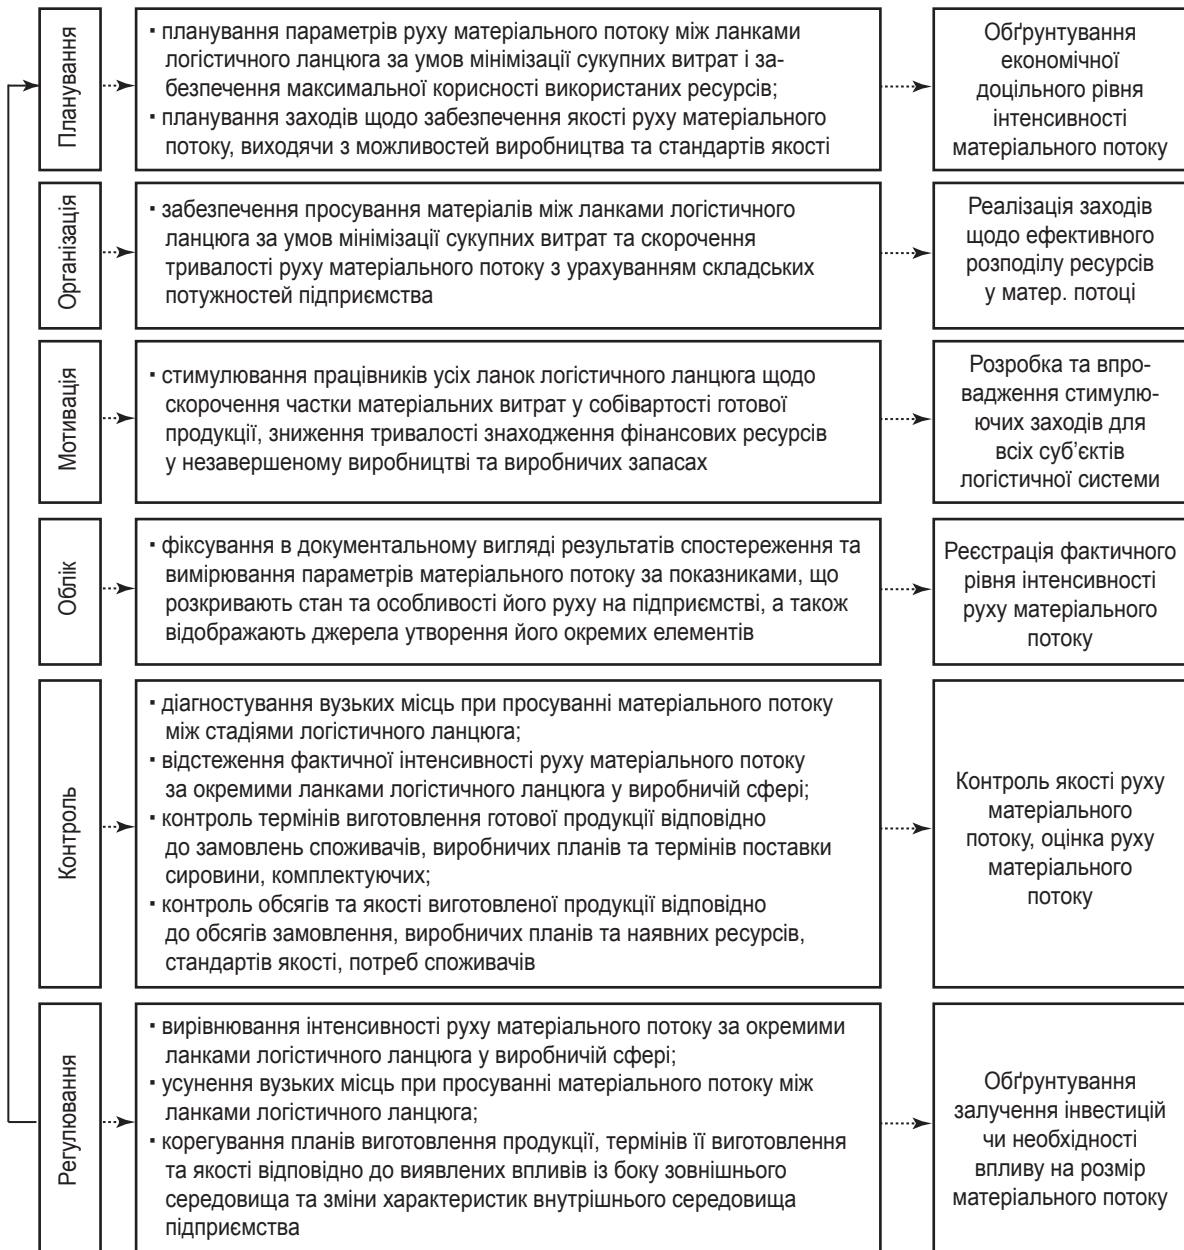 Планування
▪ планування параметрів руху матеріального потоку між ланками
логістичного ланцюга за умов мінімізації сукупних витрат і за-
безпечення максимальної корисності використаних ресурсів;
▪ планування заходів щодо забезпечення якості руху матеріального
потоку, виходячи з можливостей виробництва та стандартів якості
Обґрунтування
економічної
доцільного рівня
інтенсивності
матеріального потоку
Організація
▪ забезпечення просування матеріалів між ланками логістичного
ланцюга за умов мінімізації сукупних витрат та скорочення
тривалості руху матеріального потоку з урахуванням складських
потужностей підприємства
Реалізація заходів
щодо ефективного
розподілу ресурсів
у матер. потоці
Мотивація
▪ стимулювання працівників усіх ланок логістичного ланцюга щодо
скорочення частки матеріальних витрат у собівартості готової
продукції, зниження тривалості знаходження фінансових ресурсів
у незавершеному виробництві та виробничих запасах
Розробка та впро-
вадження стимулю-
ючих заходів для
всіх суб’єктів
логістичної системи
Облік
▪ фіксування в документальному вигляді результатів спостереження та
вимірювання параметрів матеріального потоку за показниками, що
розкривають стан та особливості його руху на підприємстві, а також
відображають джерела утворення його окремих елементів
Реєстрація фактичного
рівня інтенсивності
руху матеріального
потоку
Контроль
▪ діагностування вузьких місць при просуванні матеріального потоку
між стадіями логістичного ланцюга;
▪ відстеження фактичної інтенсивності руху матеріального потоку
за окремими ланками логістичного ланцюга у виробничій сфері;
▪ контроль термінів виготовлення готової продукції відповідно
до замовлень споживачів, виробничих планів та термінів поставки
сировини, комплектуючих;
▪ контроль обсягів та якості виготовленої продукції відповідно
до обсягів замовлення, виробничих планів та наявних ресурсів,
стандартів якості, потреб споживачів
Контроль якості руху
матеріального
потоку, оцінка руху
матеріального
потоку
Регулювання
▪ вирівнювання інтенсивності руху матеріального потоку за окремими
ланками логістичного ланцюга у виробничій сфері;
▪ усунення вузьких місць при просуванні матеріального потоку між
ланками логістичного ланцюга;
▪ корегування планів виготовлення продукції, термінів її виготовлення
та якості відповідно до виявлених впливів із боку зовнішнього
середовища та зміни характеристик внутрішнього середовища
підприємства
Обґрунтування
залучення інвестицій
чи необхідності
впливу на розмір
матеріального потоку